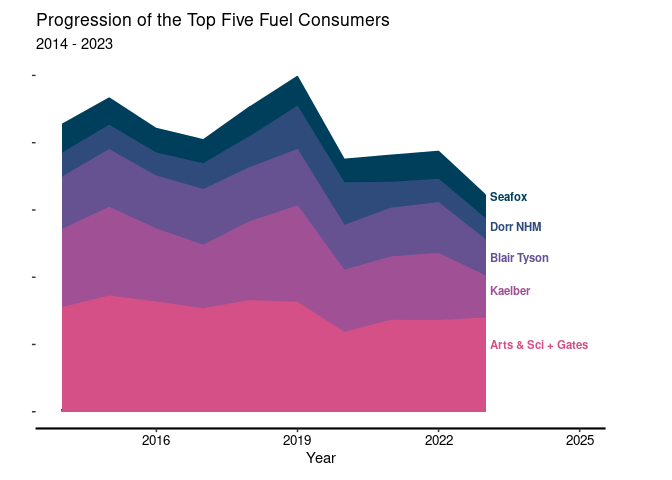 Progression of the Top Five Fuel Consumers
2014 - 2023
Seafox
Dorr NHM
Blair Tyson
Kaelber
Arts & Sci + Gates
2016 2019 2022 2025
Year